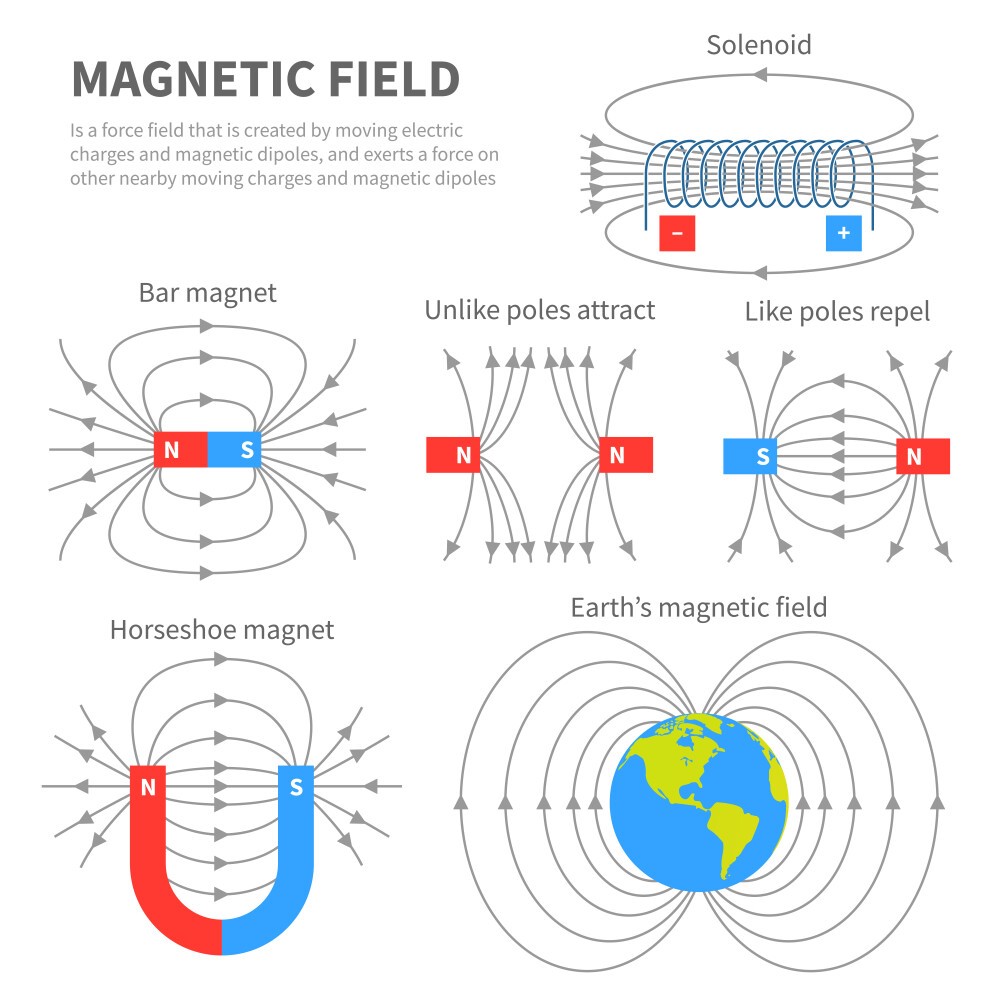 MAGNETIC FIELD
Is a force field that is created by moving electric
charges and magnetic dipoles, and exerts a force on
other nearby moving charges and magnetic dipoles
Solenoid
– +
Bar magnet
N S
Unlike poles attract
N N
Like poles repel
S N
Horseshoe magnet
N S
Earth’s magnetic field